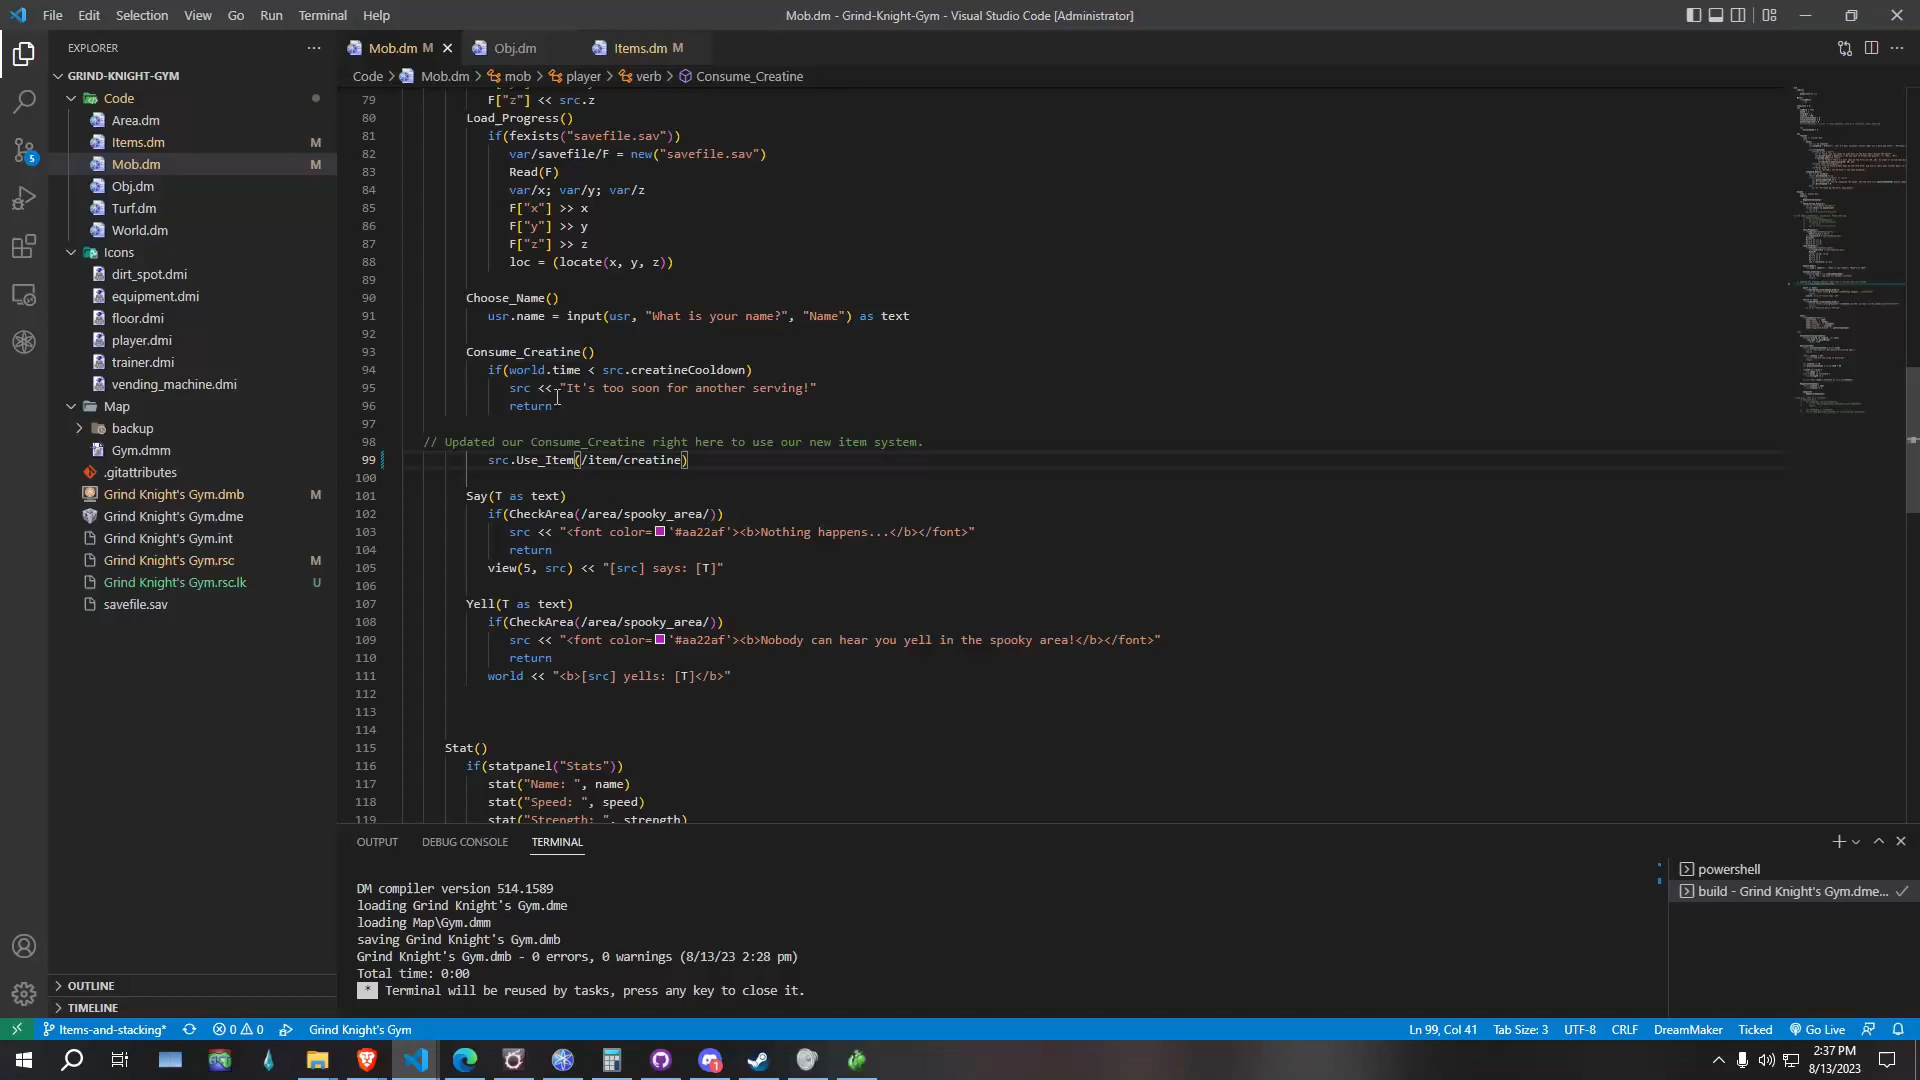 File Edit Selection View Go Run Terminal Help
Mob.dm - Grind-Knight-Gym - Visual Studio Code [Administrator]
EXPLORER
Mob.dm M
Obj.dm
Items.dm M
GRIND-KNIGHT-GYM
Code > Mob.dm > mob > player > verb > Consume_Creatine
Code
Area.dm
Items.dm M
Mob.dm M
Obj.dm
Turf.dm
World.dm
Icons
dirt_spot.dmi
equipment.dmi
floor.dmi
player.dmi
trainer.dmi
vending_machine.dmi
Map
backup
Gym.dmm
.gitattributes
Grind Knight's Gym.dmb M
Grind Knight's Gym.dme
Grind Knight's Gym.int
Grind Knight's Gym.rsc M
Grind Knight's Gym.rsc.lk U
savefile.sav
OUTLINE
TIMELINE
5
79 F["z"] << src.z
80 Load_Progress()
81 if(fexists("savefile.sav"))
82 var/savefile/F = new("savefile.sav")
83 Read(F)
84 var/x; var/y; var/z
85 F["x"] >> x
86 F["y"] >> y
87 F["z"] >> z
88 loc = (locate(x, y, z))
89
90 Choose_Name()
91 usr.name = input(usr, "What is your name?", "Name") as text
92
93 Consume_Creatine()
94 if(world.time < src.creatineCooldown)
95 src << "It's too soon for another serving!"
96 return
97
98 // Updated our Consume_Creatine right here to use our new item system.
99 src.Use_Item(/item/creatine)
100
101 Say(T as text)
102 if(CheckArea(/area/spooky_area/))
103 src << "<font color='#aa22af'><b>Nothing happens...</b></font>"
104 return
105 view(5, src) << "[src] says: [T]"
106
107 Yell(T as text)
108 if(CheckArea(/area/spooky_area/))
109 src << "<font color='#aa22af'><b>Nobody can hear you yell in the spooky area!</b></font>"
110 return
111 world << "<b>[src] yells: [T]</b>"
112
113
114
115 Stat()
116 if(statpanel("Stats"))
117 stat("Name: ", name)
118 stat("Speed: ", speed)
119 stat("Strength: ", strength)
OUTPUT DEBUG CONSOLE TERMINAL
DM compiler version 514.1589
loading Grind Knight's Gym.dme
loading Map\Gym.dmm
saving Grind Knight's Gym.dmb
Grind Knight's Gym.dmb - 0 errors, 0 warnings (8/13/23 2:28 pm)
Total time: 0:00
* Terminal will be reused by tasks, press any key to close it.
powershell
build - Grind Knight's Gym.dme...
Items-and-stacking* 0 0 Grind Knight's Gym
Ln 99, Col 41 Tab Size: 3 UTF-8 CRLF DreamMaker Ticked Go Live
1
2:37 PM
8/13/2023